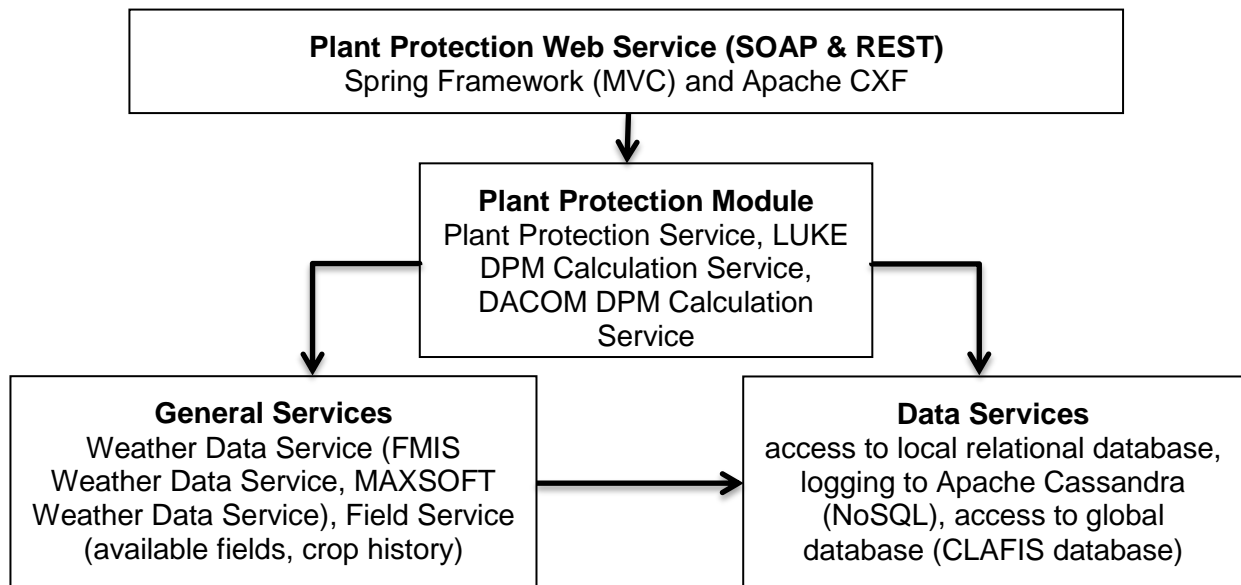 Plant Protection Web Service (SOAP & REST)
Spring Framework (MVC) and Apache CXF
Plant Protection Module
Plant Protection Service, LUKE
DPM Calculation Service,
DACOM DPM Calculation
Service
General Services
Weather Data Service (FMIS
Weather Data Service, MAXSOFT
Weather Data Service), Field Service
(available fields, crop history)
Data Services
access to local relational database,
logging to Apache Cassandra
(NoSQL), access to global
database (CLAFIS database)